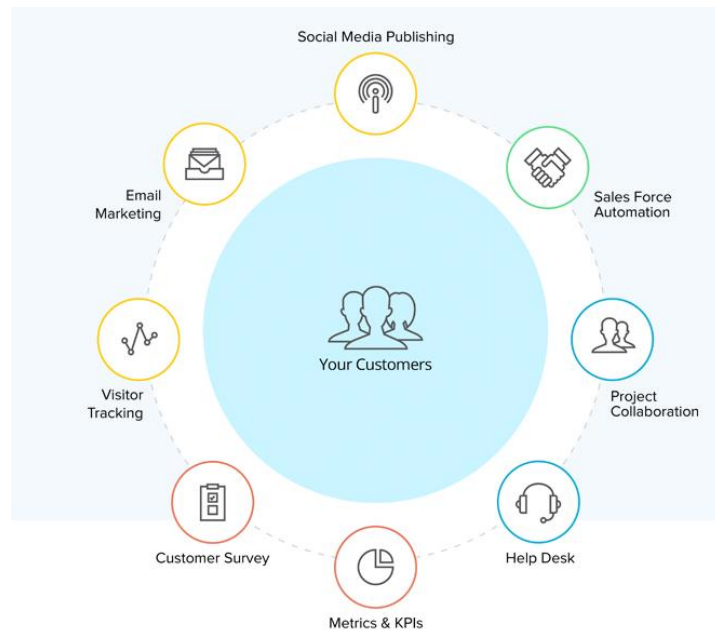 Social Media Publishing
Email
Marketing
Sales Force
Automation
Your Customers
Visitor
Tracking
Project
Collaboration
Customer Survey
Help Desk
Metrics & KPIs